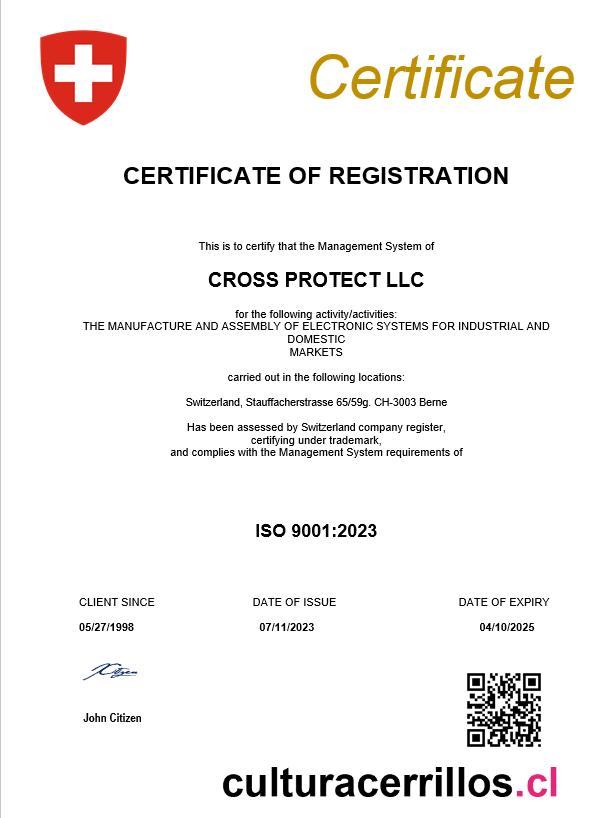 Certificate
CERTIFICATE OF REGISTRATION
This is to certify that the Management System of
CROSS PROTECT LLC
for the following activity/activities:
THE MANUFACTURE AND ASSEMBLY OF ELECTRONIC SYSTEMS FOR INDUSTRIAL AND
DOMESTIC
MARKETS
carried out in the following locations:
Switzerland, Stauffacherstrasse 65/59g. CH-3003 Berne
Has been assessed by Switzerland company register,
certifying under trademark,
and complies with the Management System requirements of
ISO 9001:2023
CLIENT SINCE DATE OF ISSUE DATE OF EXPIRY
05/27/1998 07/11/2023 04/10/2025
John Citizen
culturacerrillos.cl